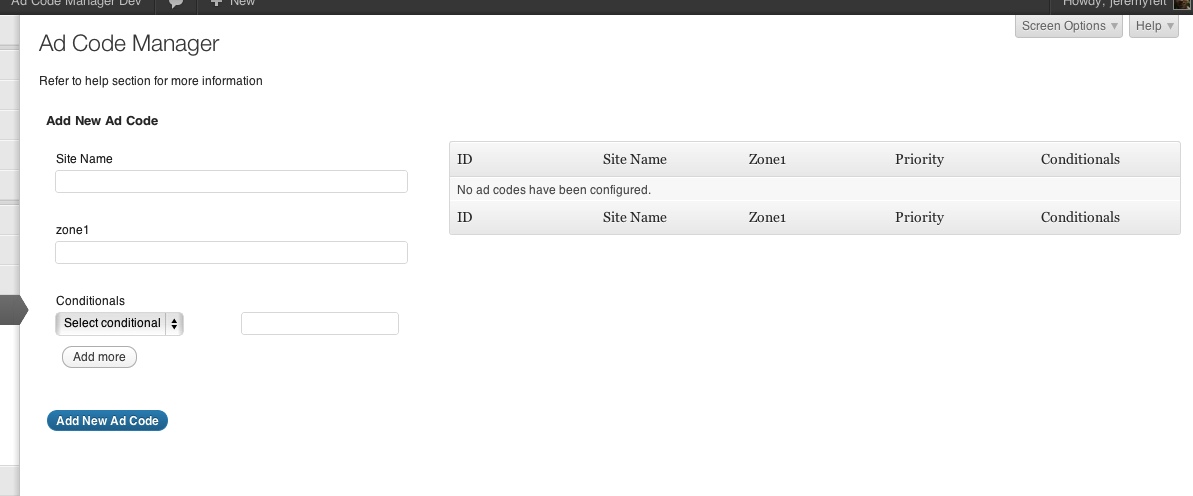 Ad Code Manager Dev + New Howdy, jeremyfelt
Screen Options ▼ Help ▼
Ad Code Manager
Refer to help section for more information
Add New Ad Code
Site Name
zone1
Conditionals
Select conditional
Add more
Add New Ad Code
ID Site Name Zone1 Priority Conditionals
No ad codes have been configured.
ID Site Name Zone1 Priority Conditionals